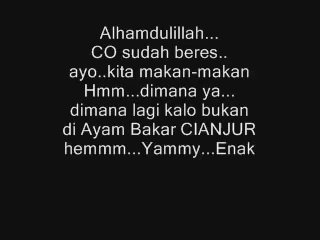 Alhamdulillah...
CO sudah beres..
ayo..kita makan-makan
Hmm...dimana ya...
dimana lagi kalo bukan
di Ayam Bakar CIANJUR
hemmm...Yammy...Enak